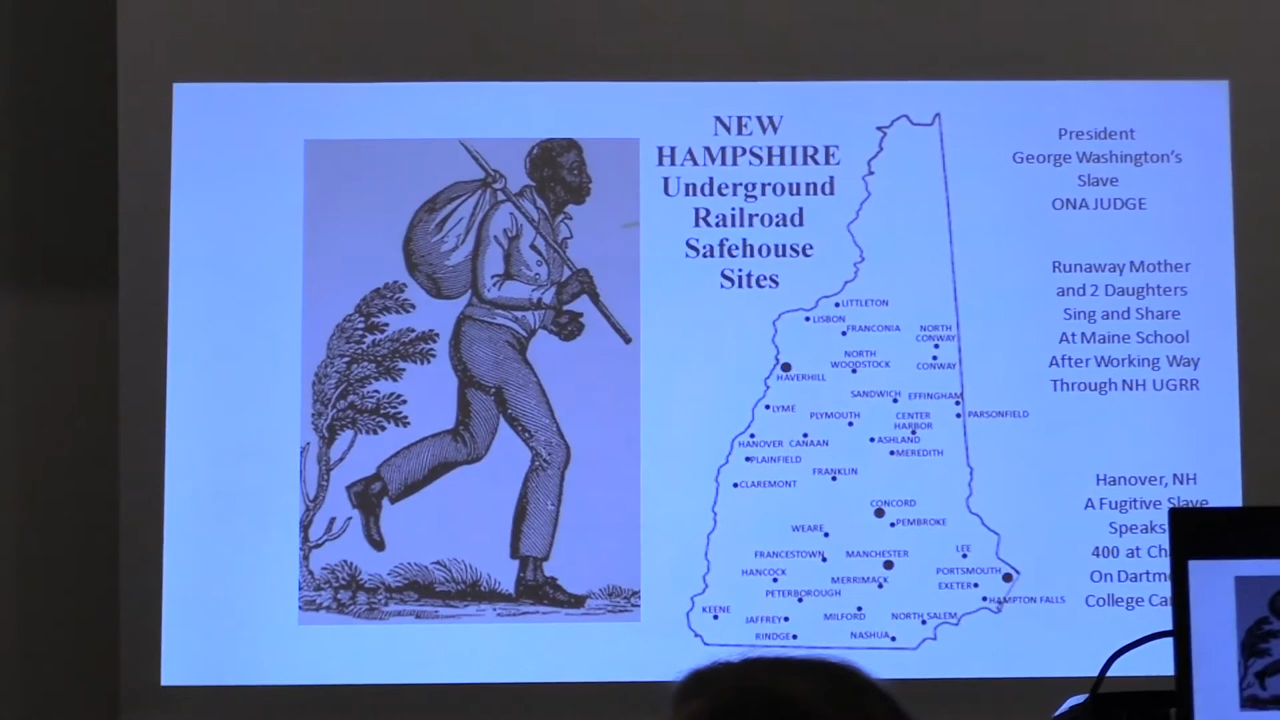 NEW
HAMPSHIRE
Underground
Railroad
Safehouse
Sites
LITTLETON
LISBON
FRANCONIA
NORTH
CONWAY
NORTH
WOODSTOCK
CONWAY
HAVERHILL
SANDWICH
EFFINGHAM
LYME
PLYMOUTH
CENTER
HARBOR
PARSONFIELD
HANOVER
CANAAN
ASHLAND
PLAINFIELD
MEREDITH
FRANKLIN
CLAREMONT
CONCORD
PEMBROKE
WEARE
FRANCESTOWN
MANCHESTER
LEE
HANCOCK
MERRIMACK
PORTSMOUTH
EXETER
PETERBOROUGH
HAMPTON FALLS
KEENE
JAFFREY
MILFORD
NORTH SALEM
RINDGE
NASHUA
President
George Washington's
Slave
ONA JUDGE
Runaway Mother
and 2 Daughters
Sing and Share
At Maine School
After Working Way
Through NH UGRR
Hanover, NH
A Fugitive Slave
Speaks
400 at
On
College